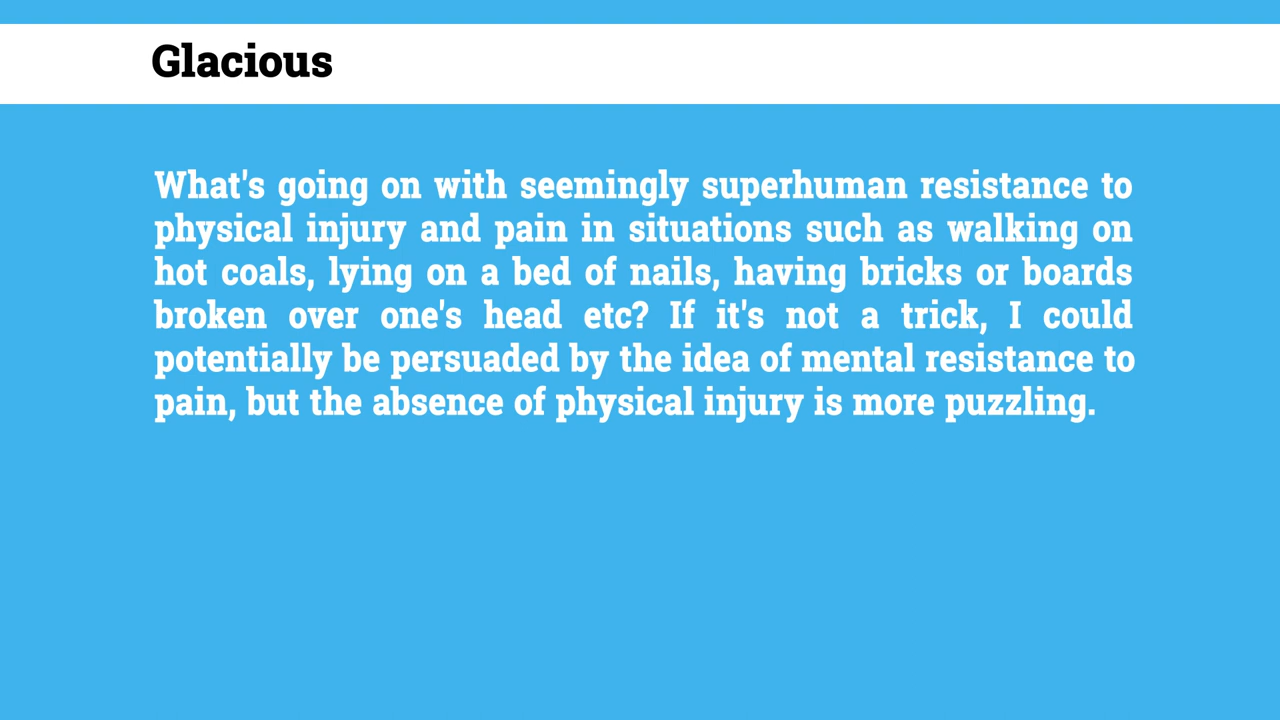 Glacious
What's going on with seemingly superhuman resistance to
physical injury and pain in situations such as walking on
hot coals, lying on a bed of nails, having bricks or boards
broken over one's head etc? If it's not a trick, I could
potentially be persuaded by the idea of mental resistance to
pain, but the absence of physical injury is more puzzling.